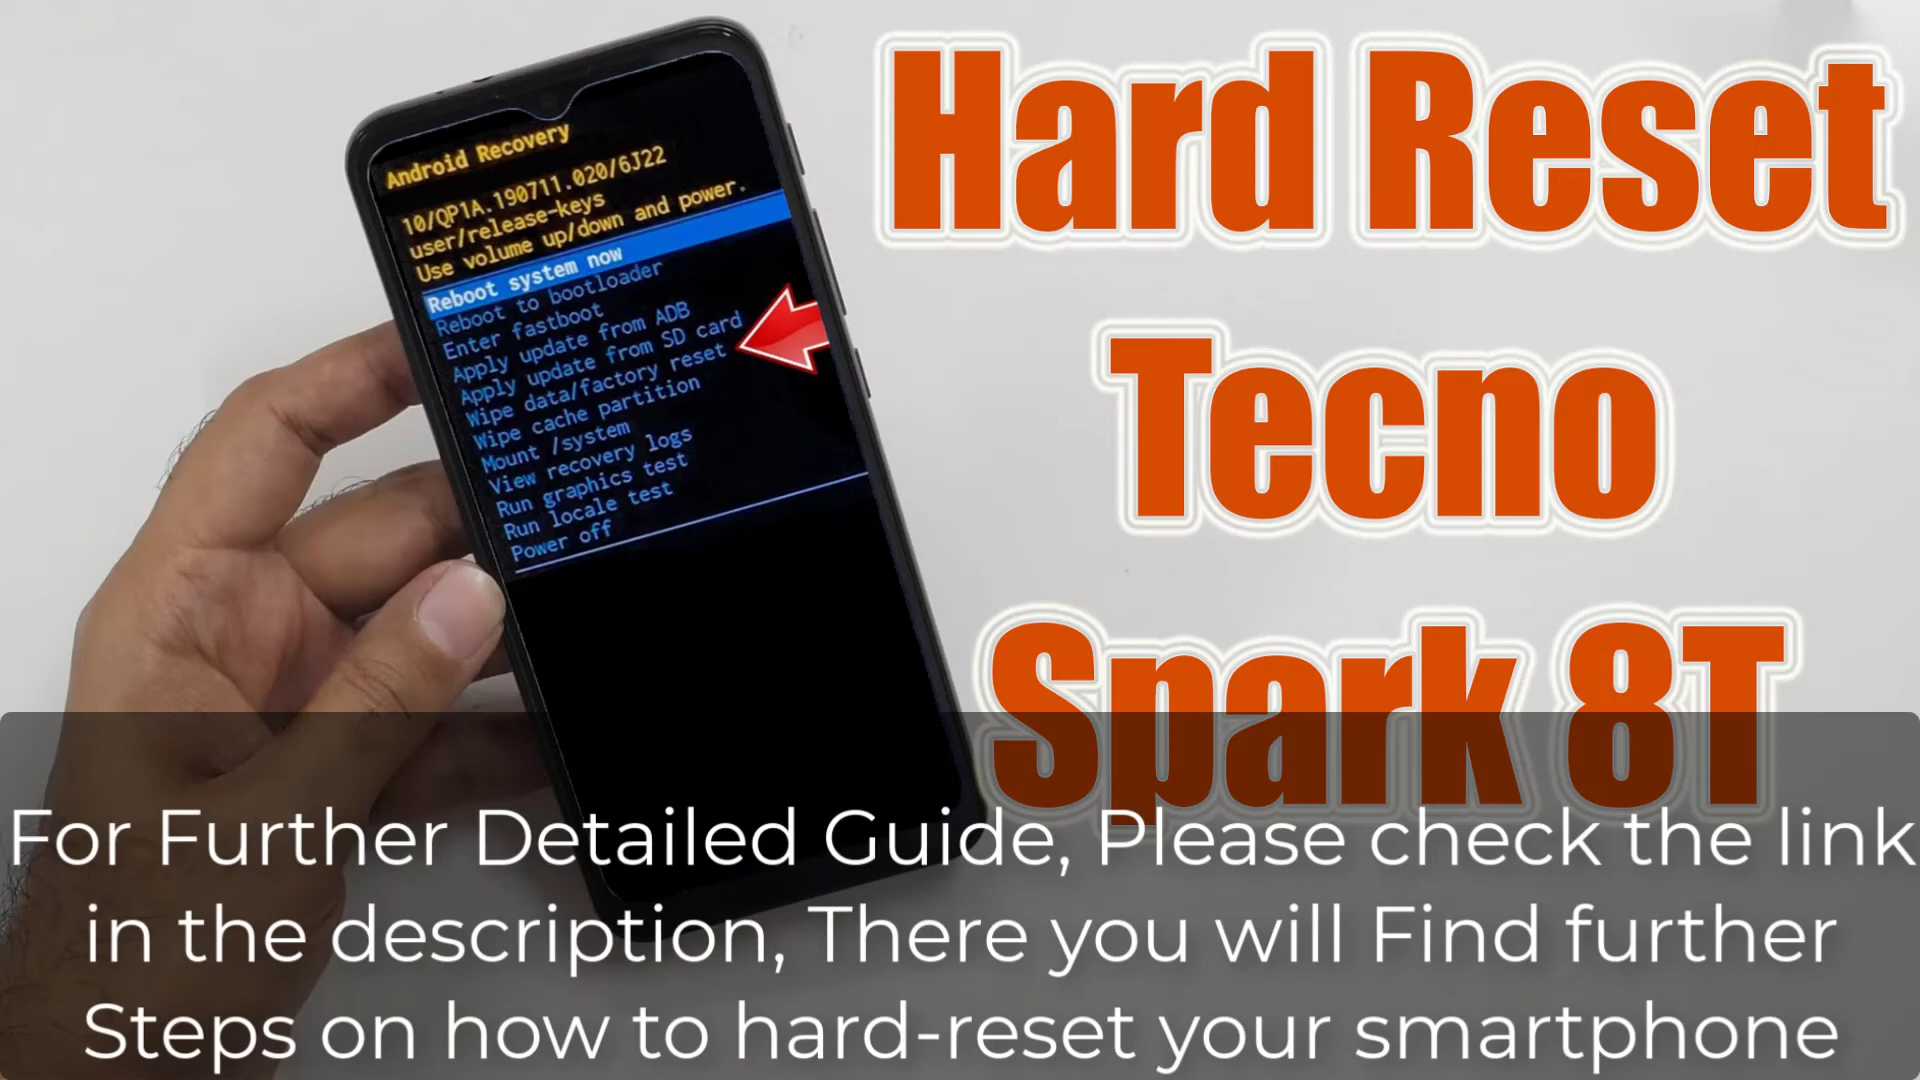 Hard Reset
Tecno
Spark 8T
Android Recovery
10/QP1A.190711.020/6J22
user/release-keys
Use volume up/down and power.
Reboot system now
Reboot to bootloader
Enter fastboot
Apply update from ADB
Apply update from SD card
Wipe data/factory reset
Wipe cache partition
Mount /system
View recovery logs
Run graphics test
Run locale test
Power off
For Further Detailed Guide, Please check the link
in the description, There you will Find further
Steps on how to hard-reset your smartphone